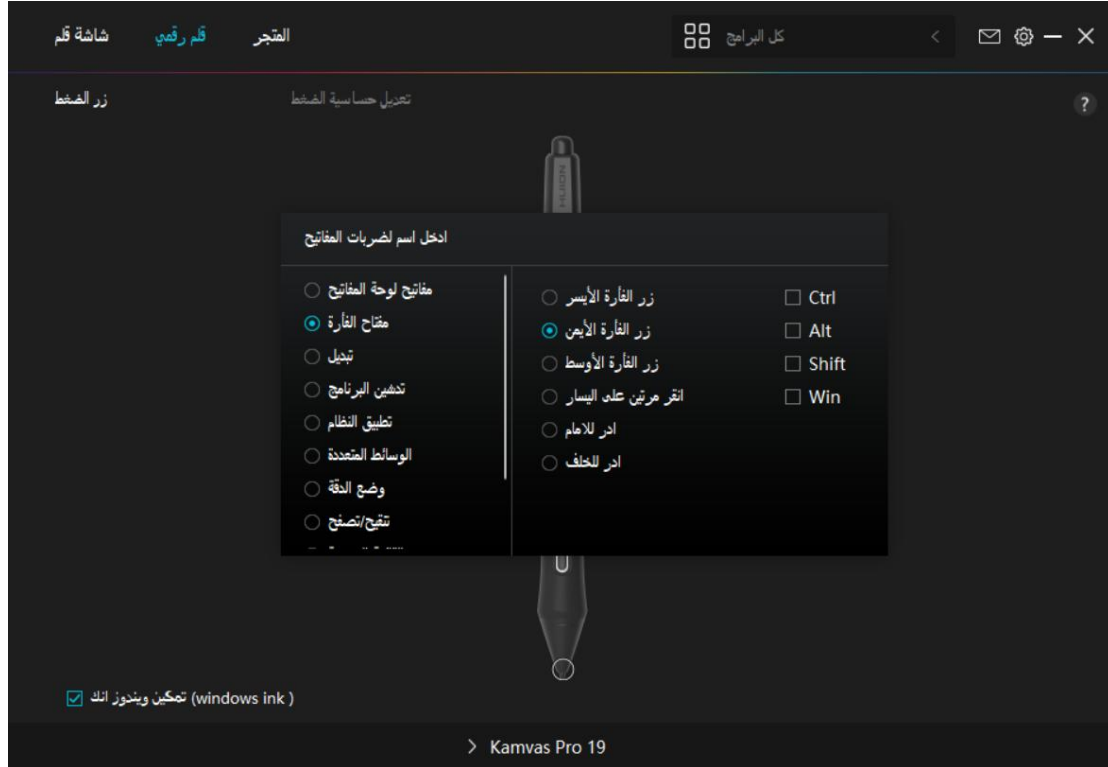 شاشة قلم
قلم رقمي
المتجر
كل البرامج
زر الضغط
تعديل حساسية الضغط
?
HUION
ادخل اسم لضربات المفاتيح
مفاتيح لوحة المفاتيح
مفتاح الفأرة
تبديل
تدشين البرنامج
تطبيق النظام
الوسائط المتعددة
وضع الدقة
تنقيح/تصفح
زر الفأرة الأيسر
زر الفأرة الأيمن
زر الفأرة الأوسط
انقر مرتين على اليسار
ادر للامام
ادر للخلف
Ctrl
Alt
Shift
Win
تمكين ويندوز انك (windows ink )
Kamvas Pro 19